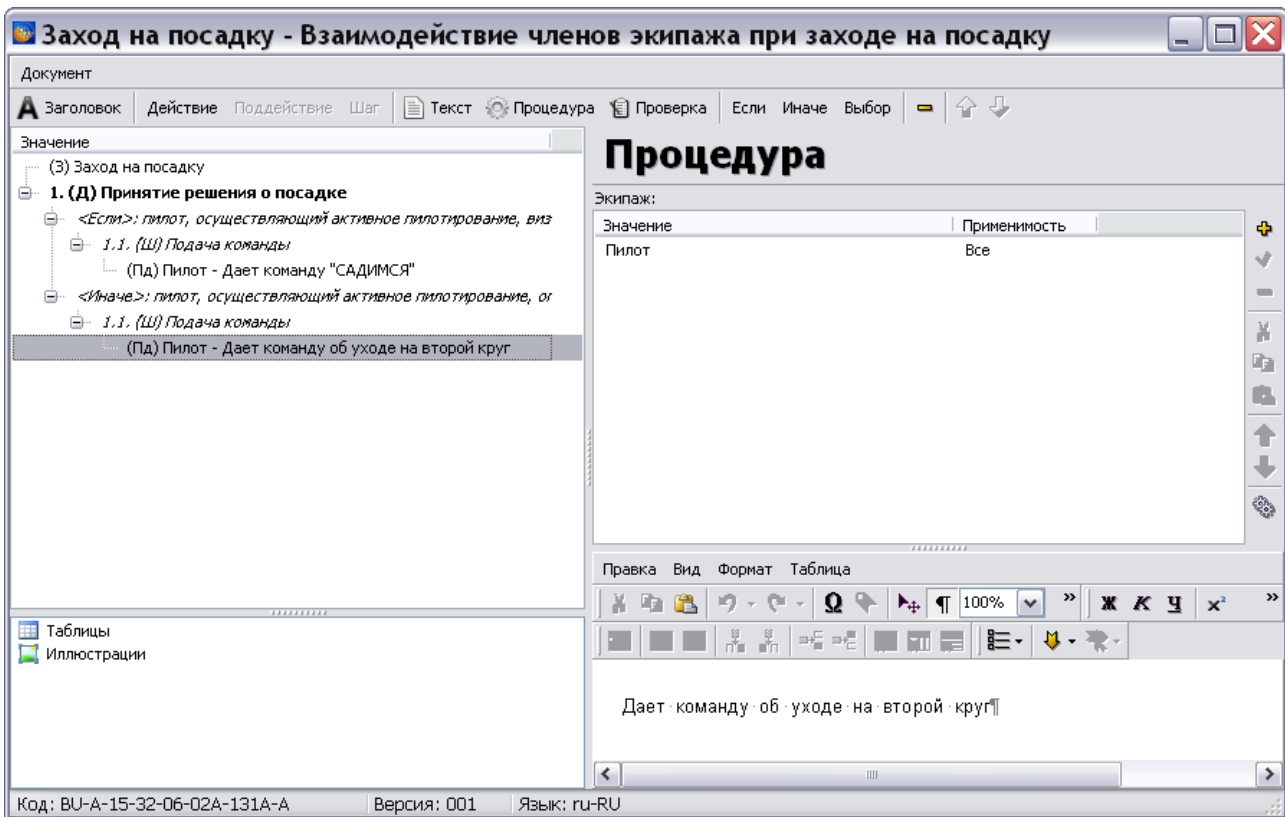 Заход на посадку - Взаимодействие членов экипажа при заходе на посадку
Документ
A Заголовок Действие Поддействие Шаг Текст Процедура Проверка Если Иначе Выбор
Значение
(З) Заход на посадку
1. (Д) Принятие решения о посадке
<Если>: пилот, осуществляющий активное пилотирование, виз
1.1. (Ш) Подача команды
(Пд) Пилот - Дает команду "САДИМСЯ"
<Иначе>: пилот, осуществляющий активное пилотирование, ог
1.1. (Ш) Подача команды
(Пд) Пилот - Дает команду об уходе на второй круг
Таблицы
Иллюстрации
Процедура
Экипаж:
Значение Применимость
Пилот Все
Правка Вид Формат Таблица
Ω ¶ 100% » Ж К Ч x² »
Дает·команду·об·уходе·на·второй·круг¶
Код: BU-A-15-32-06-02A-131A-A Версия: 001 Язык: ru-RU